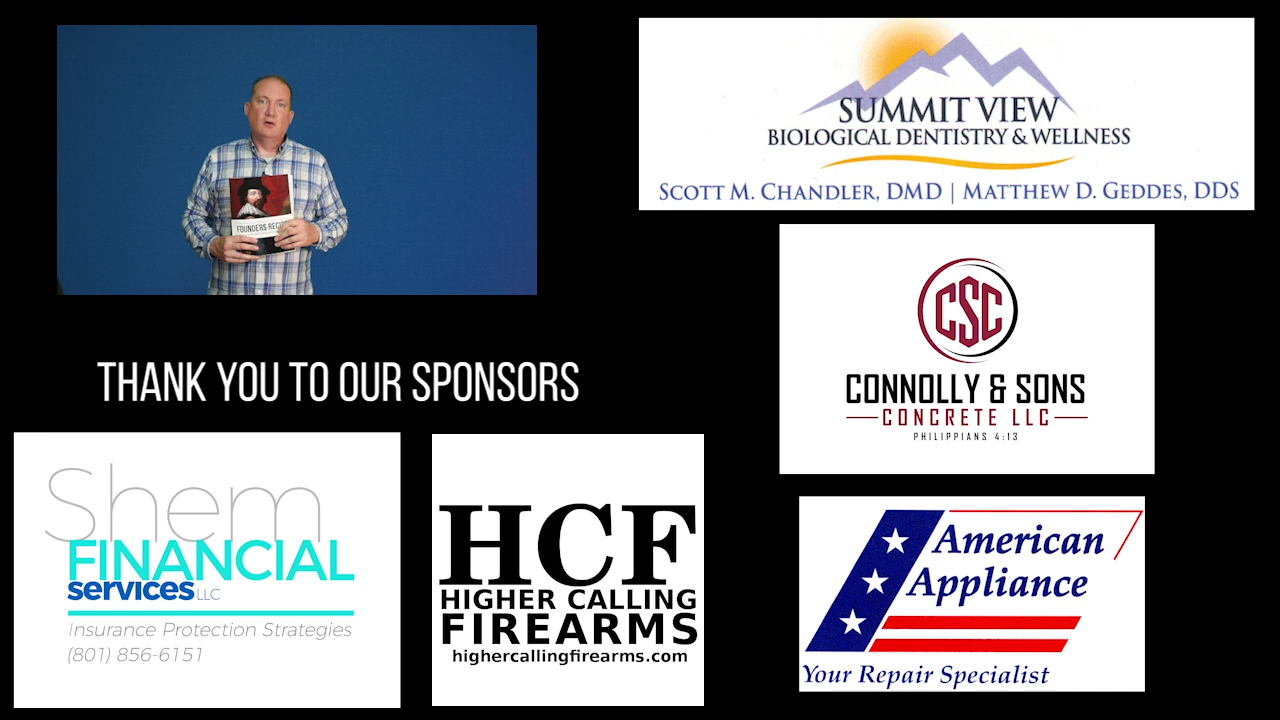 FOUNDERS
SUMMIT VIEW
BIOLOGICAL DENTISTRY & WELLNESS
SCOTT M. CHANDLER, DMD | MATTHEW D. GEDDES, DDS
CSC
CONNOLLY & SONS
CONCRETE LLC
PHILIPPIANS 4:13
THANK YOU TO OUR SPONSORS
Shem
FINANCIAL
services LLC
Insurance Protection Strategies
(801) 856-6151
HCF
HIGHER CALLING
FIREARMS
highercallingfirearms.com
American
Appliance
Your Repair Specialist